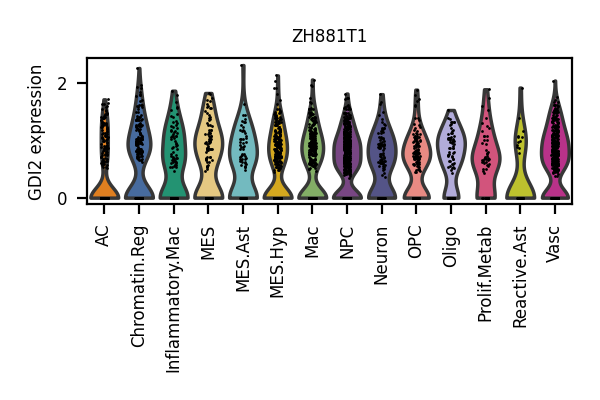 ZH881T1
GDI2 expression
2
0
AC
Chromatin.Reg
Inflammatory.Mac
MES
MES.Ast
MES.Hyp
Mac
NPC
Neuron
OPC
Oligo
Prolif.Metab
Reactive.Ast
Vasc